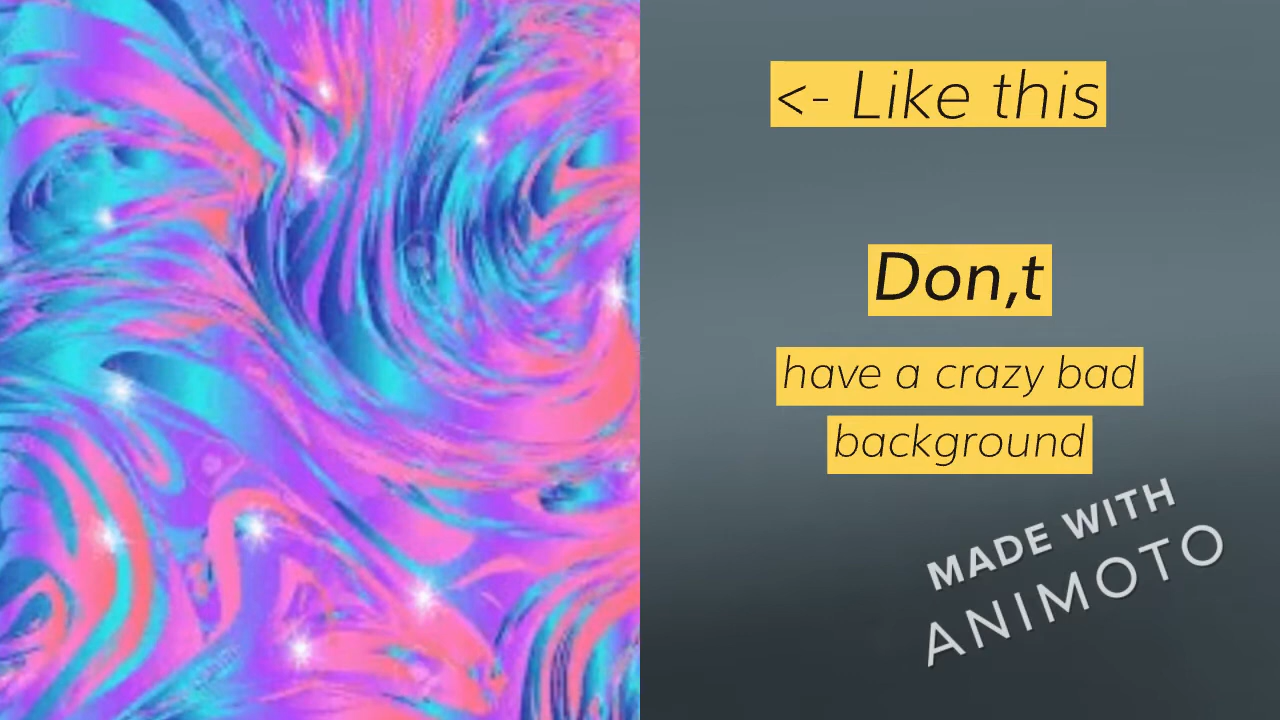 <- Like this
Don,t
have a crazy bad
background
MADE WITH
ANIMOTO